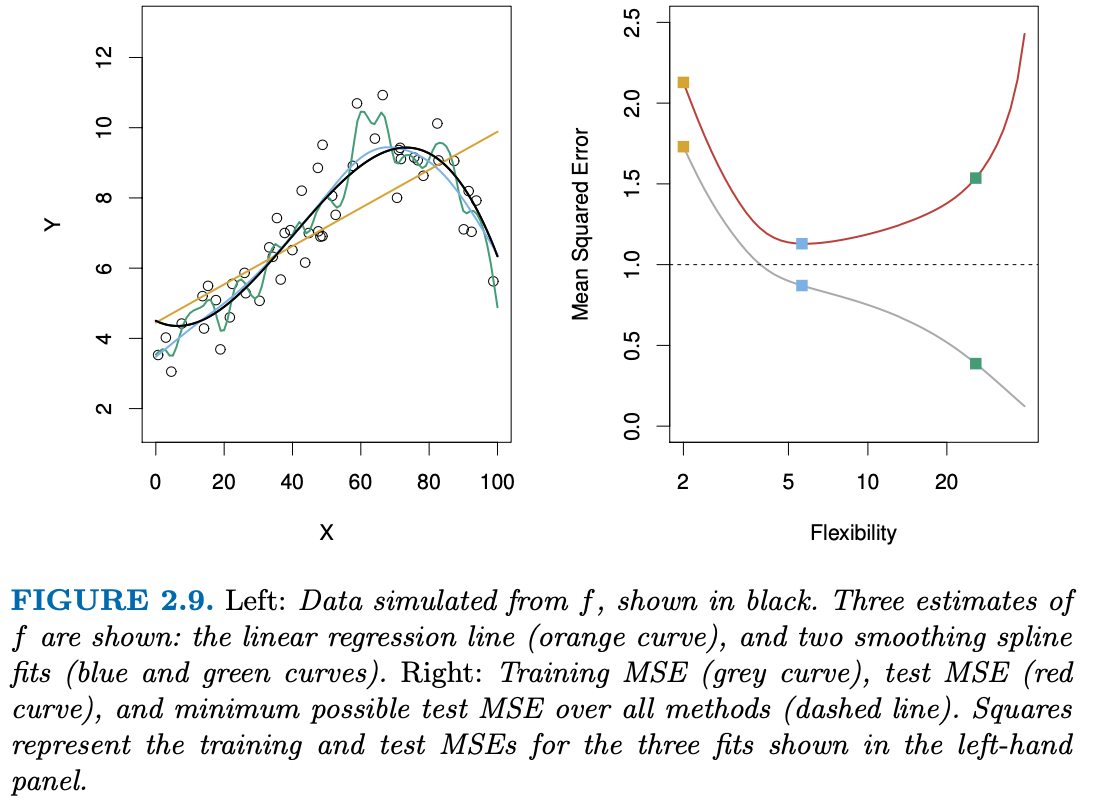 12
10
8
6
4
2
Y
0 20 40 60 80 100
X
2.5
2.0
1.5
1.0
0.5
0.0
Mean Squared Error
2 5 10 20
Flexibility
FIGURE 2.9. Left: Data simulated from f, shown in black. Three estimates of
f are shown: the linear regression line (orange curve), and two smoothing spline
fits (blue and green curves). Right: Training MSE (grey curve), test MSE (red
curve), and minimum possible test MSE over all methods (dashed line). Squares
represent the training and test MSEs for the three fits shown in the left-hand
panel.